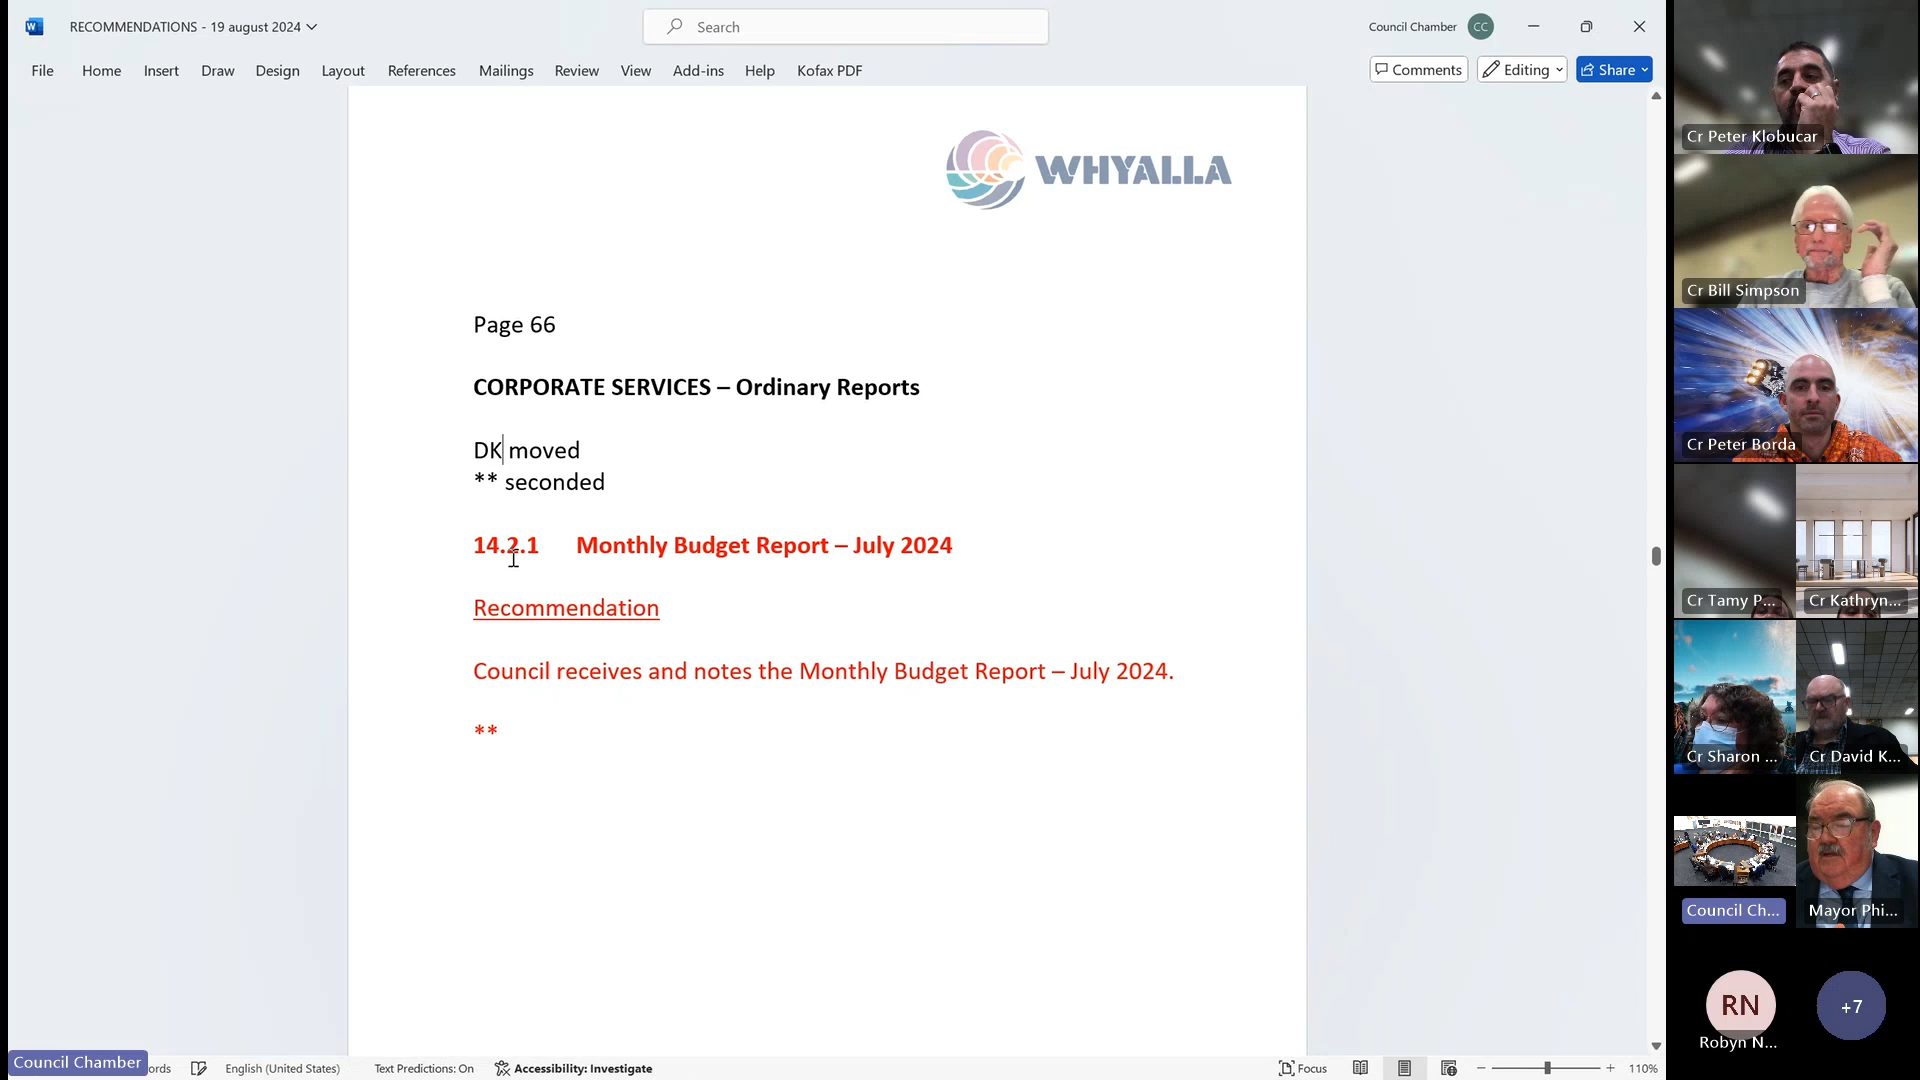 RECOMMENDATIONS - 19 august 2024
Search
Council Chamber CC
File Home Insert Draw Design Layout References Mailings Review View Add-ins Help Kofax PDF
Comments Editing Share
WHYALLA
Page 66
CORPORATE SERVICES – Ordinary Reports
DK moved
** seconded
14.2.1 Monthly Budget Report – July 2024
Recommendation
Council receives and notes the Monthly Budget Report – July 2024.
**
Cr Peter Klobucar
Cr Bill Simpson
Cr Peter Borda
Cr Tamy P... Cr Kathryn...
Cr Sharon ... Cr David K...
Council Ch... Mayor Phi...
RN +7
Robyn N...
Council Chamber
ords English (United States) Text Predictions: On Accessibility: Investigate Focus 110%